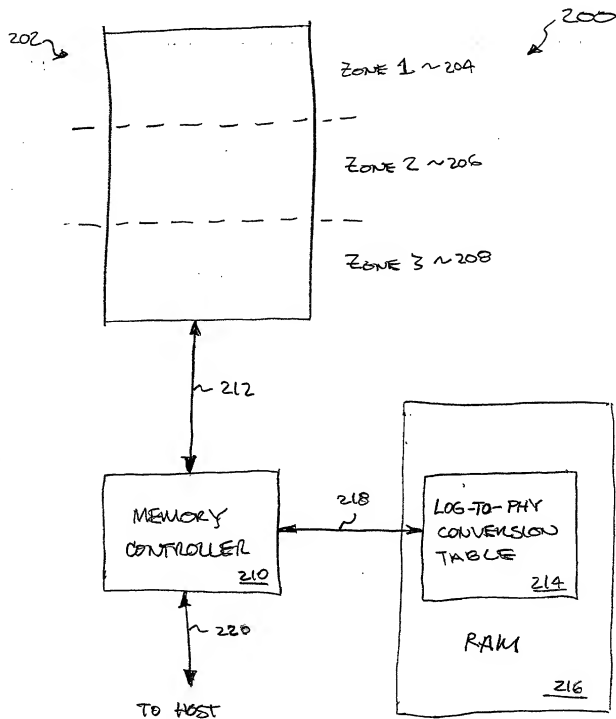 200
202
ZONE 1 ~204
ZONE 2 ~206
ZONE 3 ~208
212
218
MEMORY
CONTROLLER
210
LOG-TO-PHY
CONVERSION
TABLE
214
RAM
216
220
TO HOST